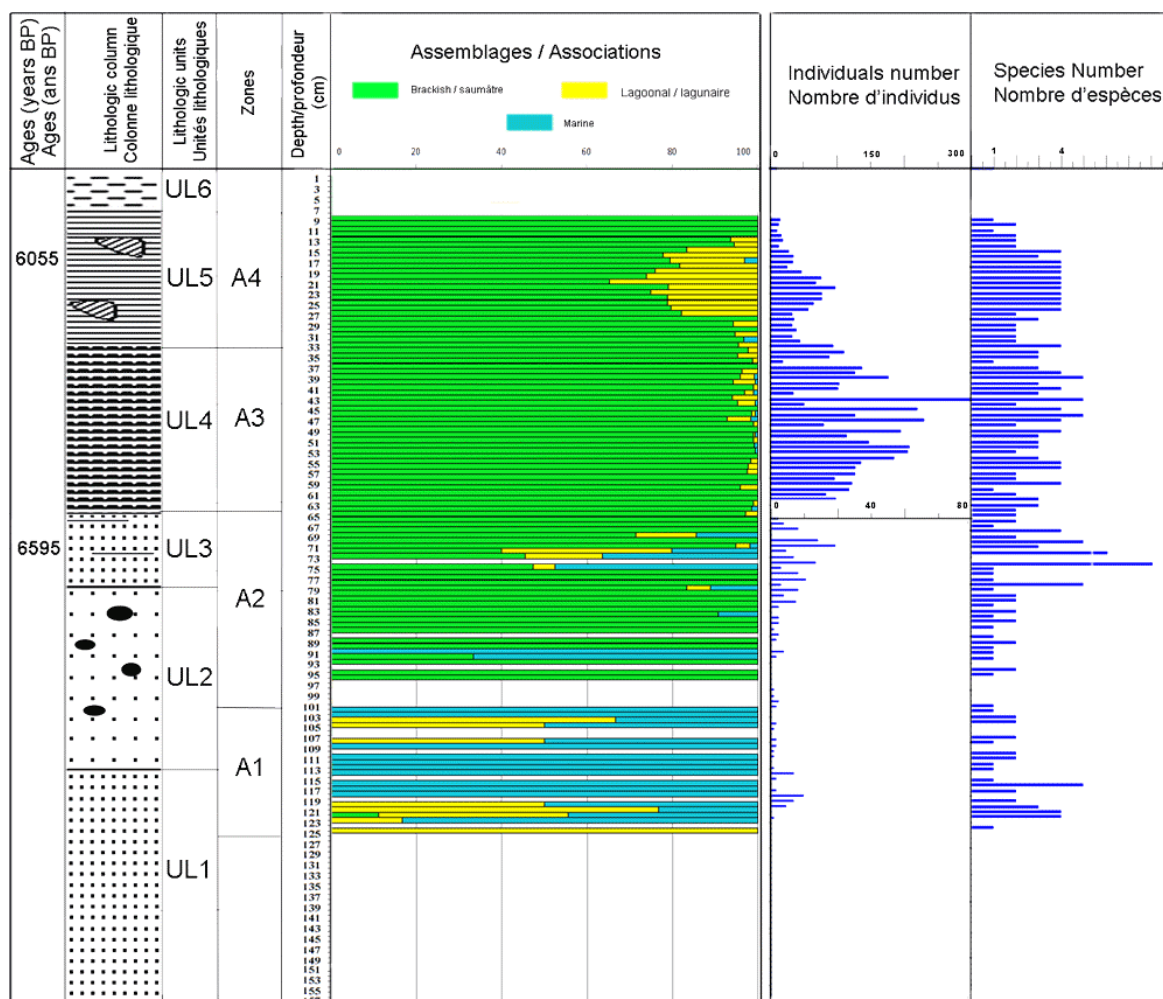 Ages (years BP)
Ages (ans BP)
Lithologic column
Colonne lithologique
Lithologic units
Unités lithologiques
Zones
Depth/profondeur
(cm)
Assemblages / Associations
Brackish / saumâtre
Lagoonal / lagunaire
Marine
0 20 40 60 80 100
Individuals number
Nombre d'individus
0 150 300
Species Number
Nombre d'espèces
1 4
6055
6595
UL6
UL5
UL4
UL3
UL2
UL1
A4
A3
A2
A1
1
3
5
7
9
11
13
15
17
19
21
23
25
27
29
31
33
35
37
39
41
43
45
47
49
51
53
55
57
59
61
63
65
67
69
71
73
75
77
79
81
83
85
87
89
91
93
95
97
99
101
103
105
107
109
111
113
115
117
119
121
123
125
127
129
131
133
135
137
139
141
143
145
147
149
151
153
155
0 40 80